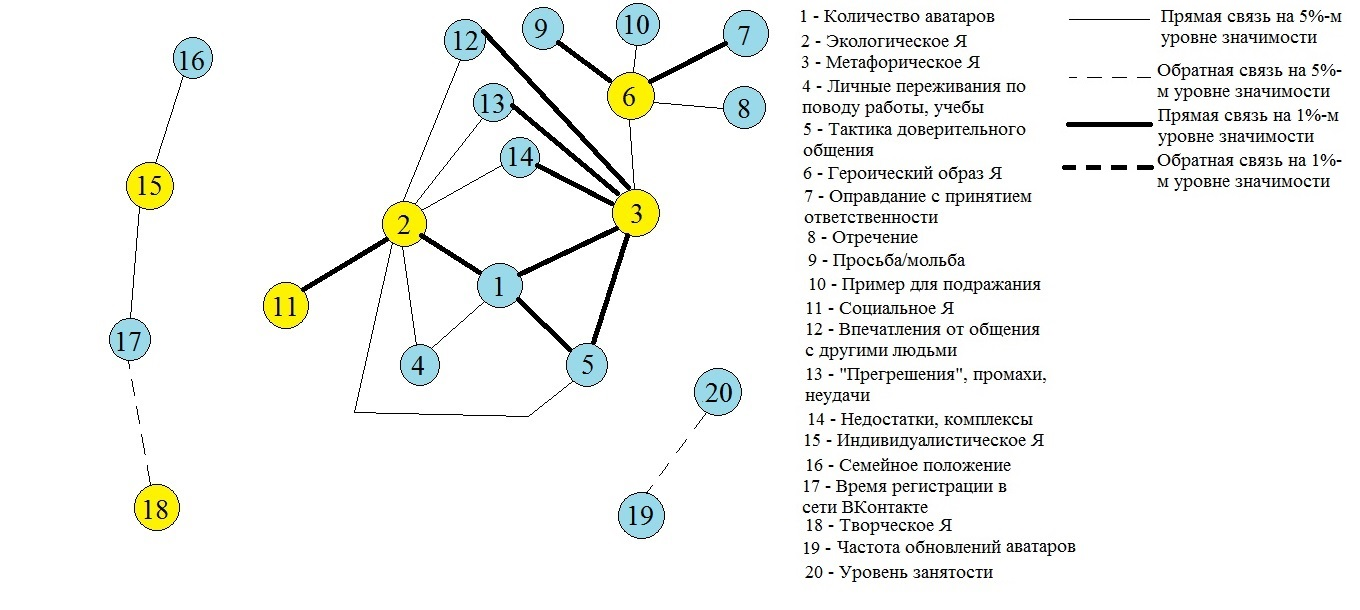 16
15
17
18
12
13
14
2
11
1
4
5
9
10
7
6
8
3
20
19
1 - Количество аватаров
2 - Экологическое Я
3 - Метафорическое Я
4 - Личные переживания по
поводу работы, учебы
5 - Тактика доверительного
общения
6 - Героический образ Я
7 - Оправдание с принятием
ответственности
8 - Отречение
9 - Просьба/мольба
10 - Пример для подражания
11 - Социальное Я
12 - Впечатления от общения
с другими людьми
13 - "Прегрешения", промахи,
неудачи
14 - Недостатки, комплексы
15 - Индивидуалистическое Я
16 - Семейное положение
17 - Время регистрации в
сети ВКонтакте
18 - Творческое Я
19 - Частота обновлений аватаров
20 - Уровень занятости
Прямая связь на 5%-м
уровне значимости
Обратная связь на 5%-
м уровне значимости
Прямая связь на 1%-м
уровне значимости
Обратная связь на 1%-
м уровне значимости